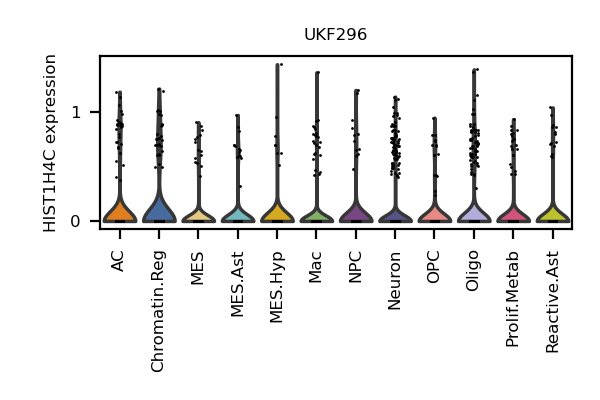 UKF296
HIST1H4C expression
1
0
AC
Chromatin.Reg
MES
MES.Ast
MES.Hyp
Mac
NPC
Neuron
OPC
Oligo
Prolif.Metab
Reactive.Ast